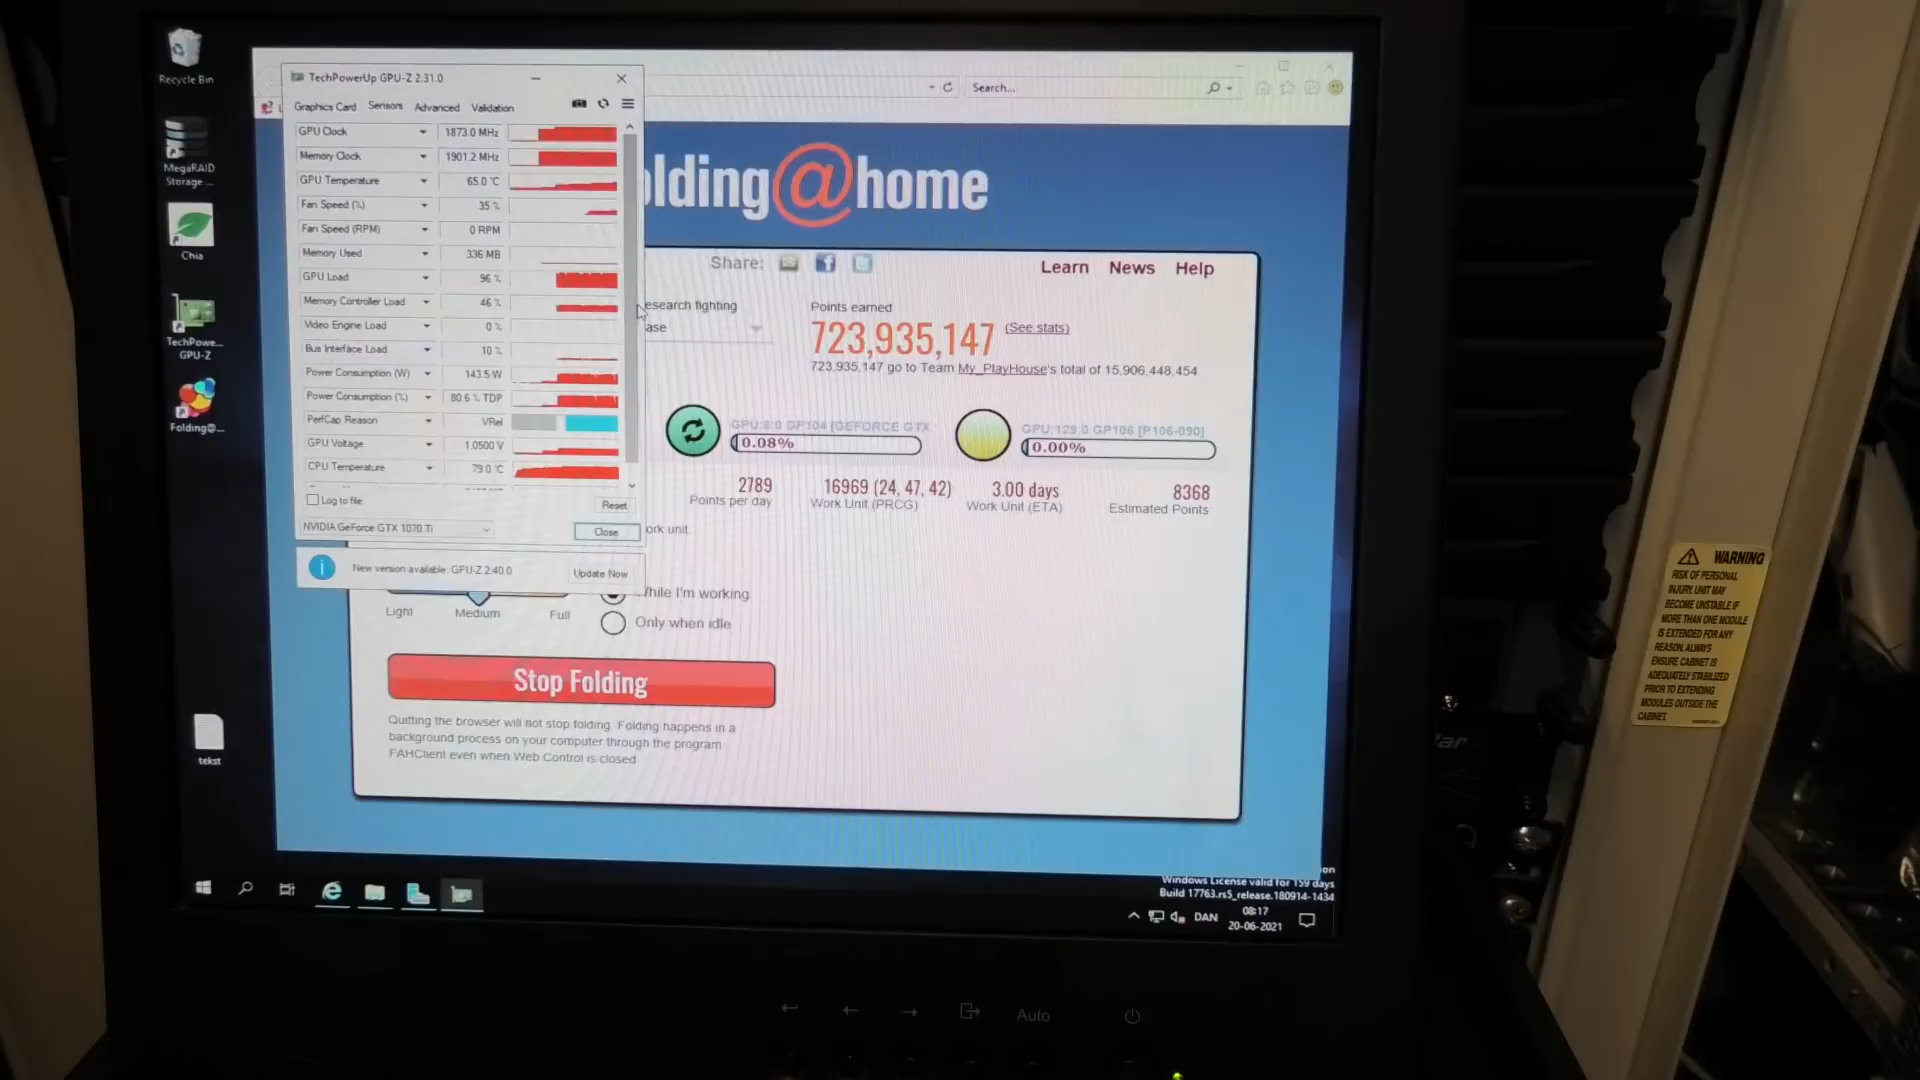 Recycle Bin
MegaRAID
Storage ...
Chia
TechPowe...
GPU-Z
Folding@...
tekst
TechPowerUp GPU-Z 2.31.0
Graphics Card Sensors Advanced Validation
GPU Clock 1873.0 MHz
Memory Clock 1901.2 MHz
GPU Temperature 65.0 °C
Fan Speed (%) 35 %
Fan Speed (RPM) 0 RPM
Memory Used 336 MB
GPU Load 96 %
Memory Controller Load 46 %
Video Engine Load 0 %
Bus Interface Load 10 %
Power Consumption (W) 143.5 W
Power Consumption (%) 80.6 % TDP
PerfCap Reason VRel
GPU Voltage 1.0500 V
CPU Temperature 79.0 °C
Log to file
Reset
NVIDIA GeForce GTX 1070 Ti
Close
New version available: GPU-Z 2.40.0
Update Now
Search...
olding@home
Share:
Learn News Help
esearch fighting
ase
Points earned
723,935,147 (See stats)
723,935,147 go to Team My_PlayHouse's total of 15,906,448,454
GPU:6:0 GP104 [GEFORCE GTX
0.08%
GPU:129:0 GP106 [P106-090]
0.00%
2789
Points per day
16969 (24, 47, 42)
Work Unit (PRCG)
3.00 days
Work Unit (ETA)
8368
Estimated Points
ork unit.
Light Medium Full
While I'm working
Only when idle
Stop Folding
Quitting the browser will not stop folding. Folding happens in a
background process on your computer through the program
FAHClient even when Web Control is closed
on
Windows License valid for 159 days
Build 17763.rs5_release.180914-1434
DAN
08:17
20-06-2021
Auto
WARNING
RISK OF PERSONAL
INJURY. UNIT MAY
BECOME UNSTABLE IF
MORE THAN ONE MODULE
IS EXTENDED FOR ANY
REASON. ALWAYS
ENSURE CABINET IS
ADEQUATELY STABILIZED
PRIOR TO EXTENDING
MODULES OUTSIDE THE
CABINET.